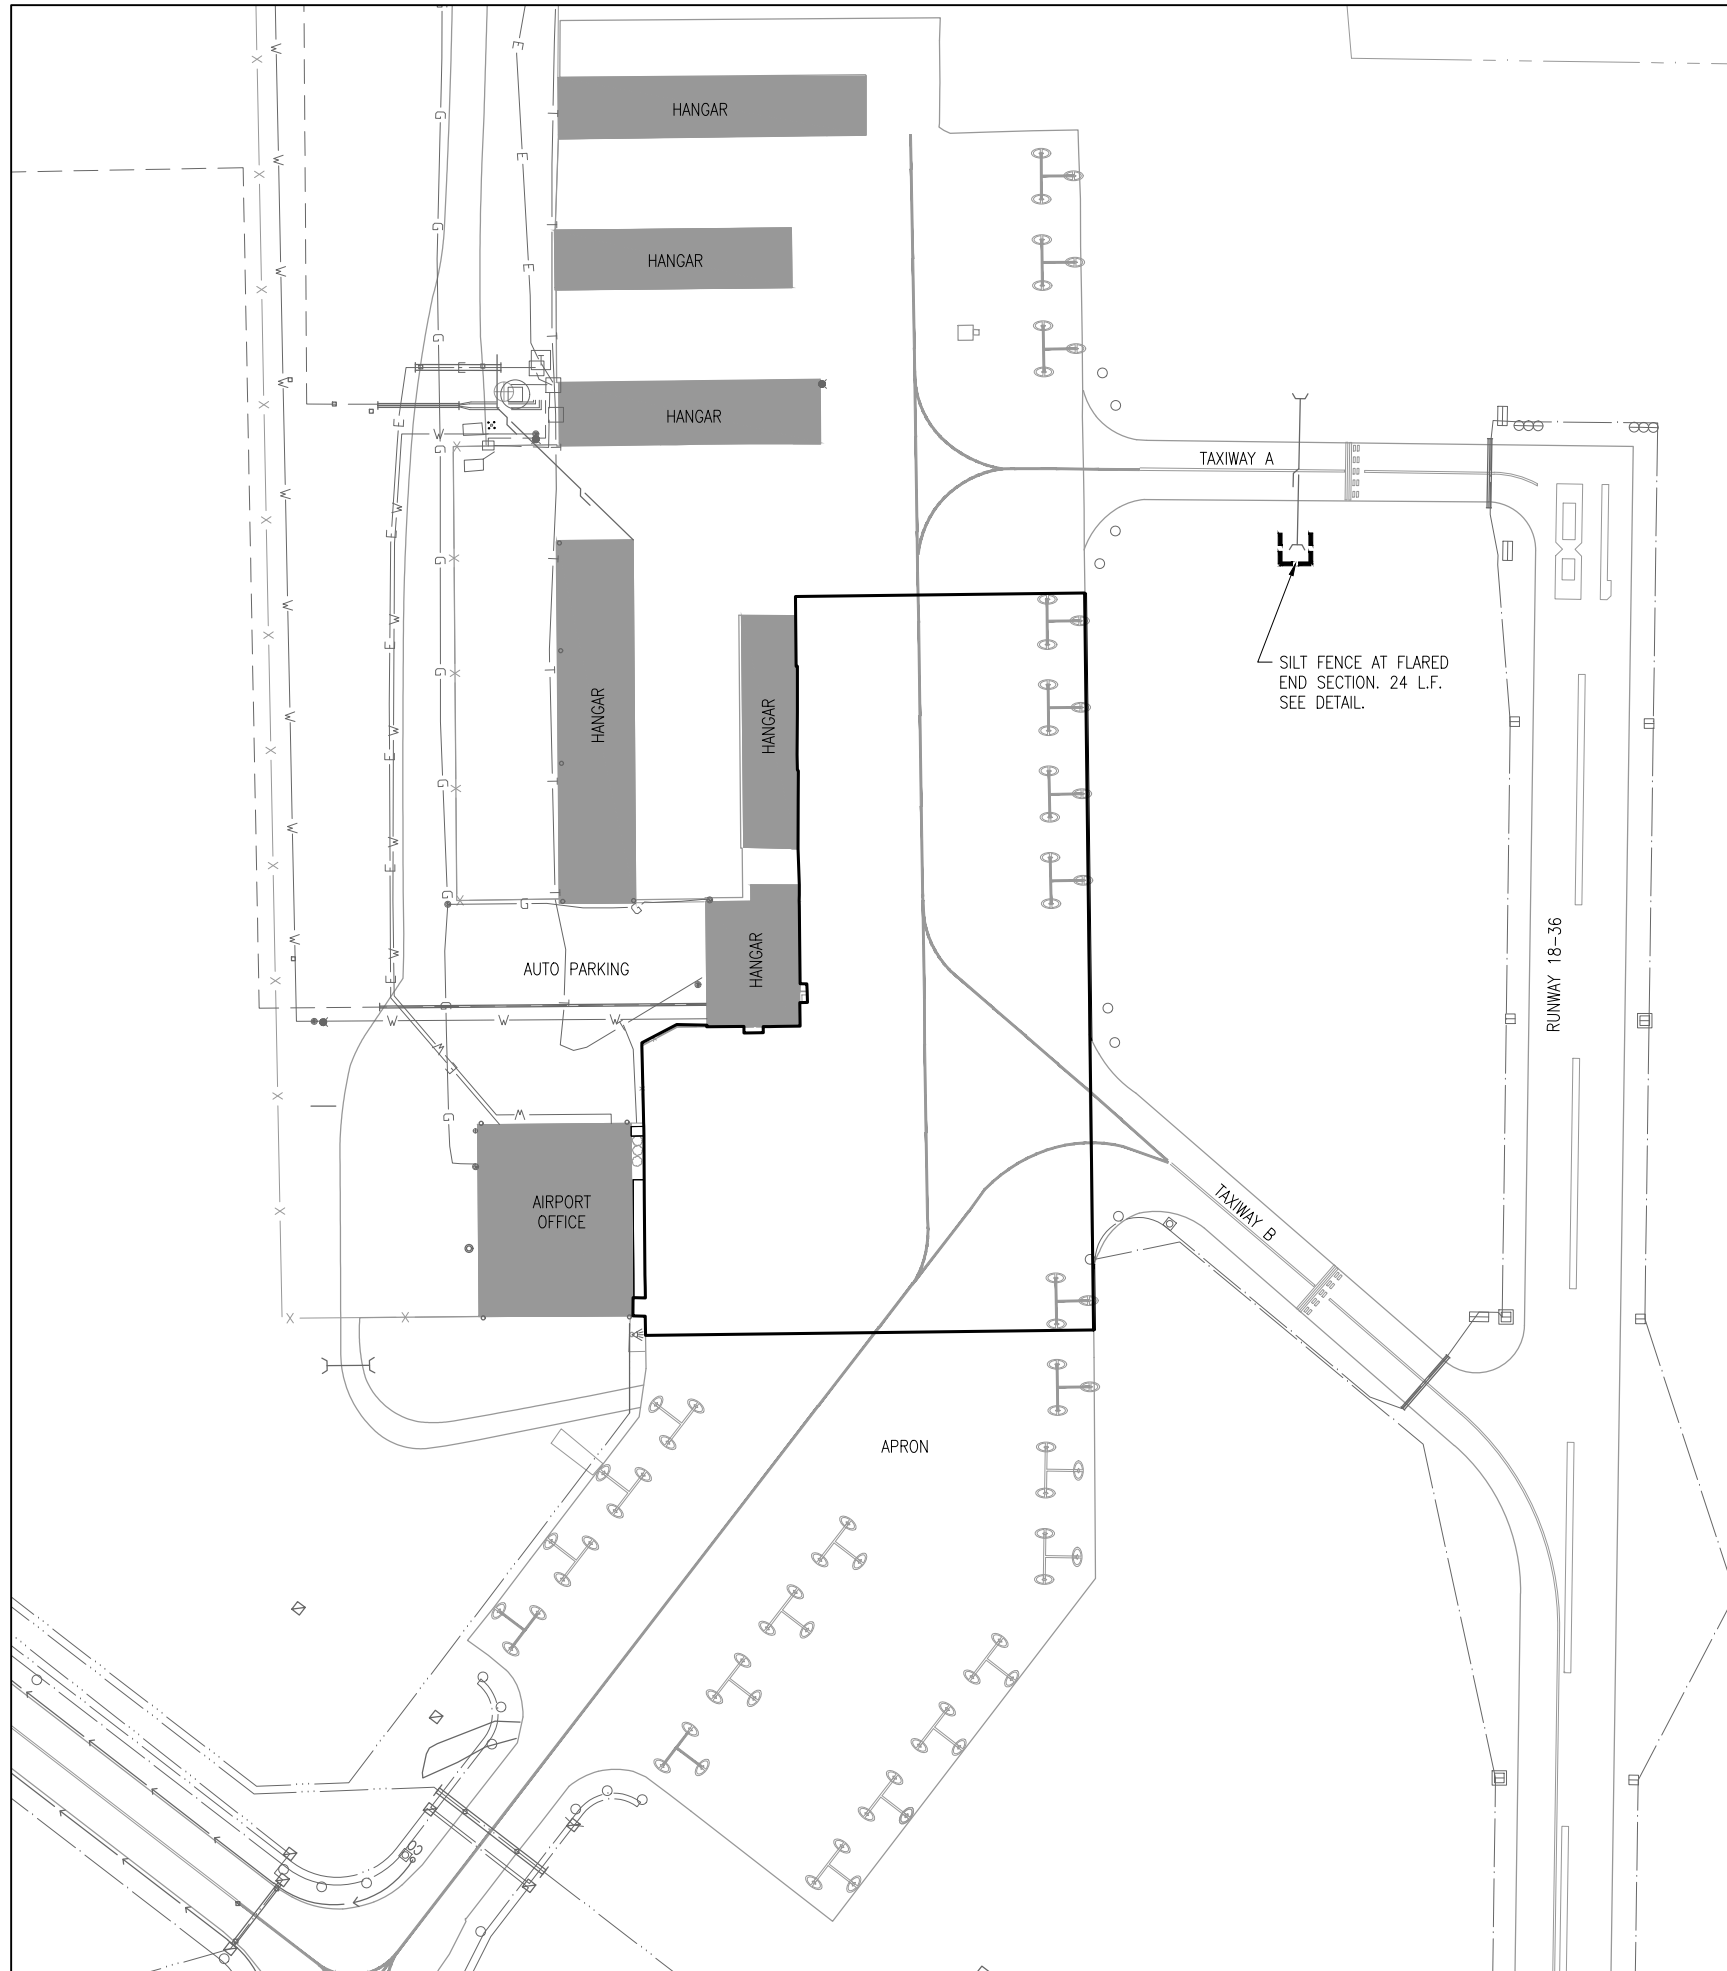 HANGAR
HANGAR
HANGAR
TAXIWAY A
SILT FENCE AT FLARED
END SECTION. 24 L.F.
SEE DETAIL.
HANGAR
HANGAR
HANGAR
AUTO PARKING
RUNWAY 18-36
AIRPORT
OFFICE
TAXIWAY B
APRON